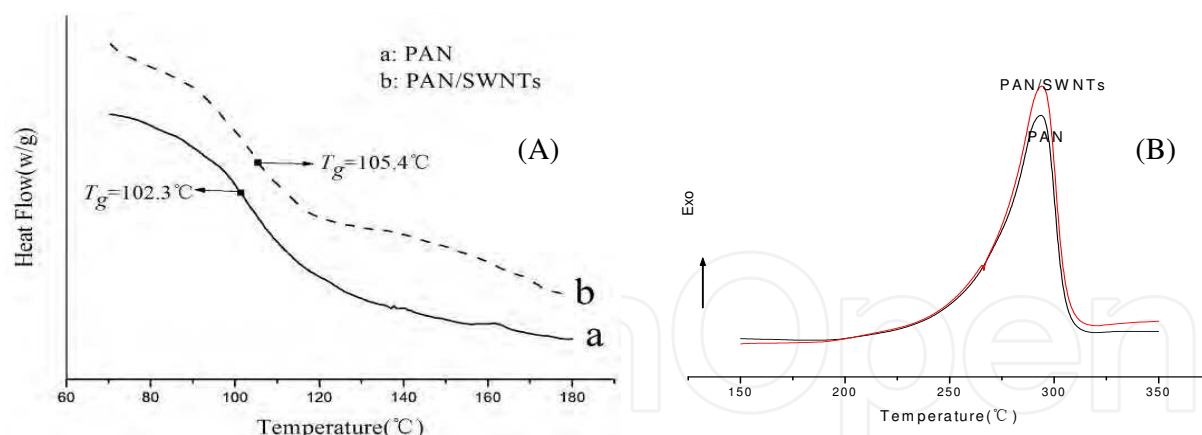 a: PAN
b: PAN/SWNTs
(A)
Tg=105.4℃
Tg=102.3℃
b
a
Heat Flow(w/g)
60 80 100 120 140 160 180
Temperature(℃)
PAN/SWNTs
PAN
(B)
Exo
150 200 250 300 350
Temperature(℃)
nOpen